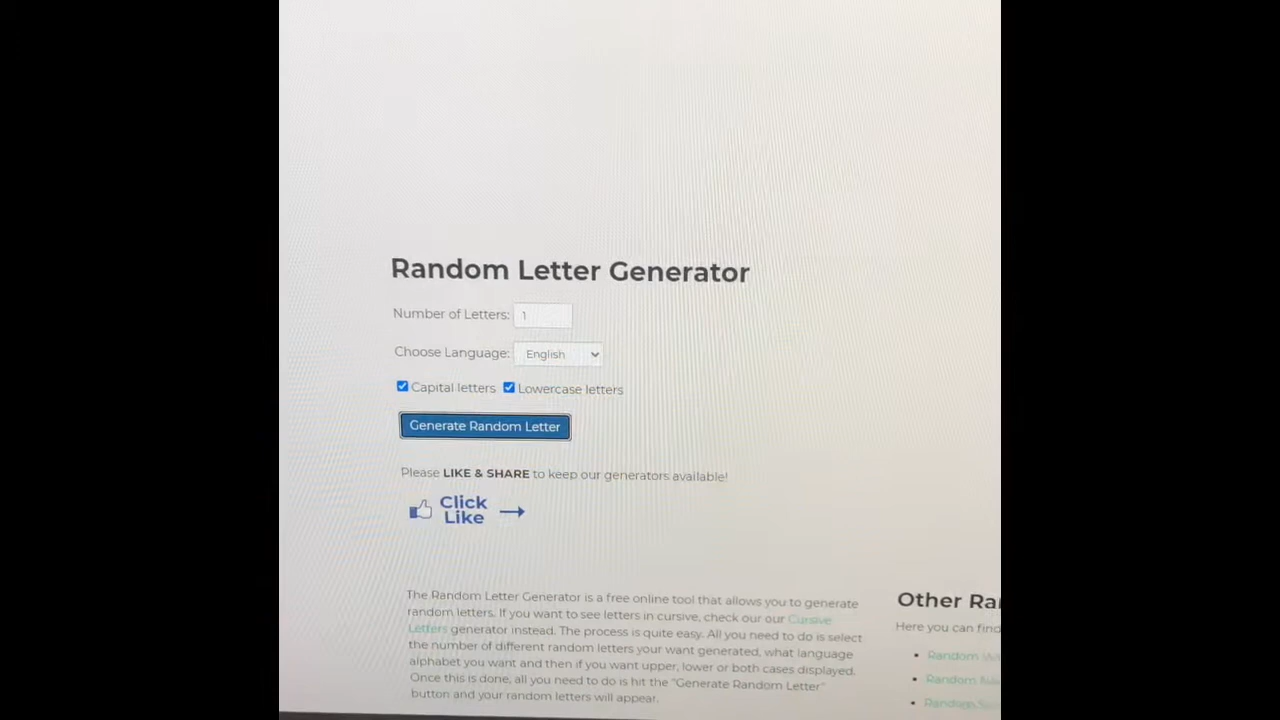 Random Letter Generator
Number of Letters: 1
Choose Language: English
Capital letters Lowercase letters
Generate Random Letter
Please LIKE & SHARE to keep our generators available!
Click
Like
The Random Letter Generator is a free online tool that allows you to generate
random letters. If you want to see letters in cursive, check our our Cursive
Letters generator instead. The process is quite easy. All you need to do is select
the number of different random letters your want generated, what language
alphabet you want and then if you want upper, lower or both cases displayed.
Once this is done, all you need to do is hit the "Generate Random Letter"
button and your random letters will appear.
Other Ra
Here you can find
Random
Random
Random